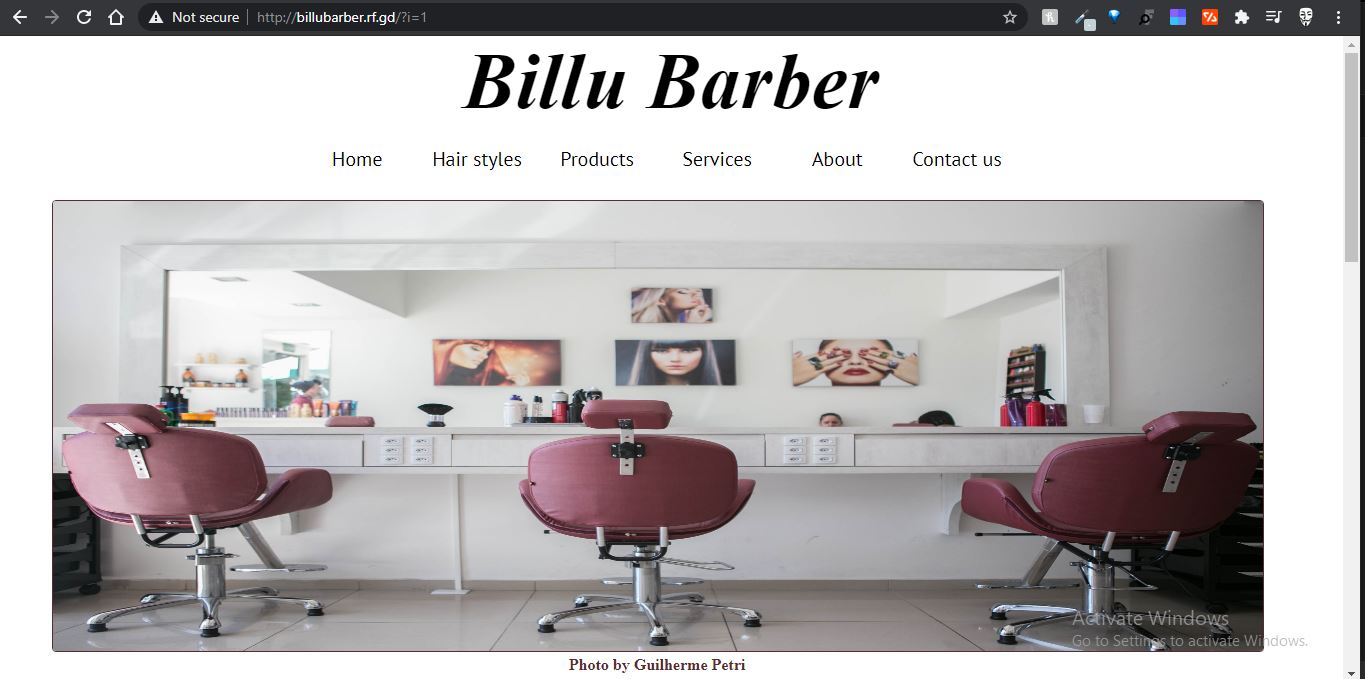 Not secure
http://billubarber.rf.gd/?i=1
Billu Barber
Home
Hair styles
Products
Services
About
Contact us
Activate Windows
Go to Settings to activate Windows.
Photo by Guilherme Petri